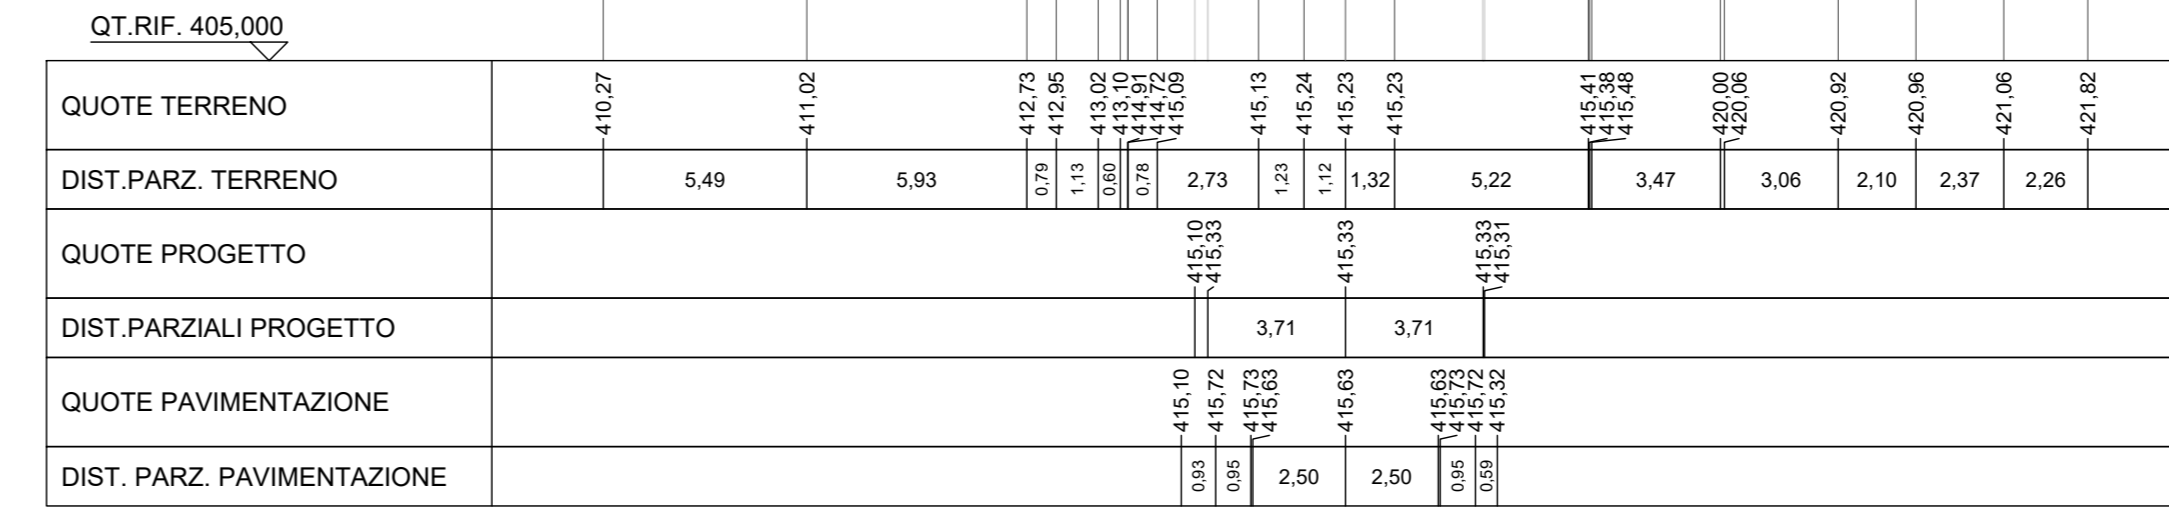 QT.RIF. 405,000
QUOTE TERRENO 410,27 411,02 412,73 412,95 413,02 413,10 414,91 414,72 415,09 415,13 415,24 415,23 415,23 415,41 415,38 415,48 420,00 420,06 420,92 420,96 421,06 421,82
DIST.PARZ. TERRENO 5,49 5,93 0,79 1,13 0,60 0,78 2,73 1,23 1,12 1,32 5,22 3,47 3,06 2,10 2,37 2,26
QUOTE PROGETTO 415,10 415,33 415,33 415,33 415,31
DIST.PARZIALI PROGETTO 3,71 3,71
QUOTE PAVIMENTAZIONE 415,10 415,72 415,73 415,63 415,63 415,63 415,73 415,72 415,32
DIST. PARZ. PAVIMENTAZIONE 0,93 0,95 2,50 2,50 0,95 0,59